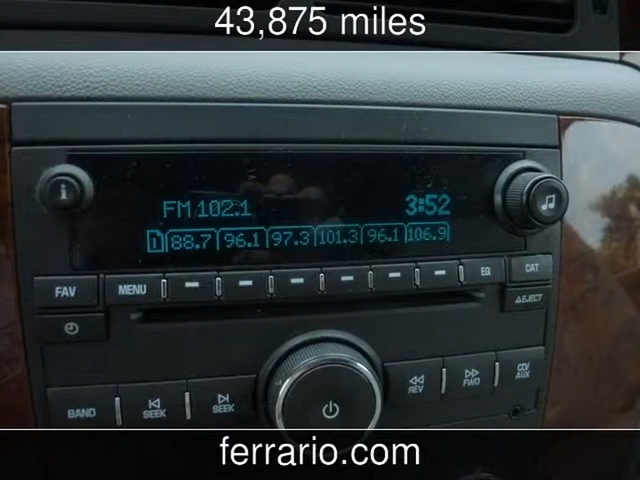 43,875 miles
FM 102.1 3:52
1 88.7 96.1 97.3 101.3 96.1 106.9
FAV MENU EQ CAT
EJECT
BAND SEEK SEEK REV FWD CD/AUX
ferrario.com